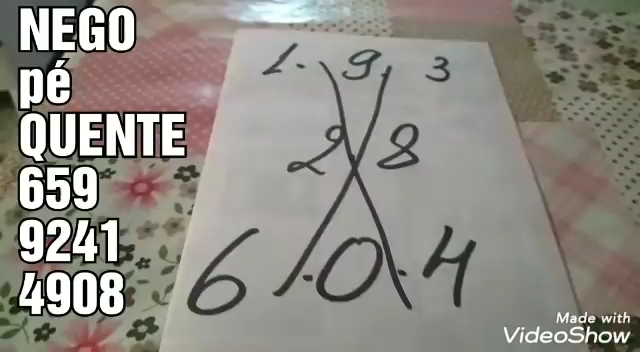 NEGO
pé
QUENTE
659
9241
4908
1. 9. 3
2 8
6 .0. 4
Made with
VideoShow